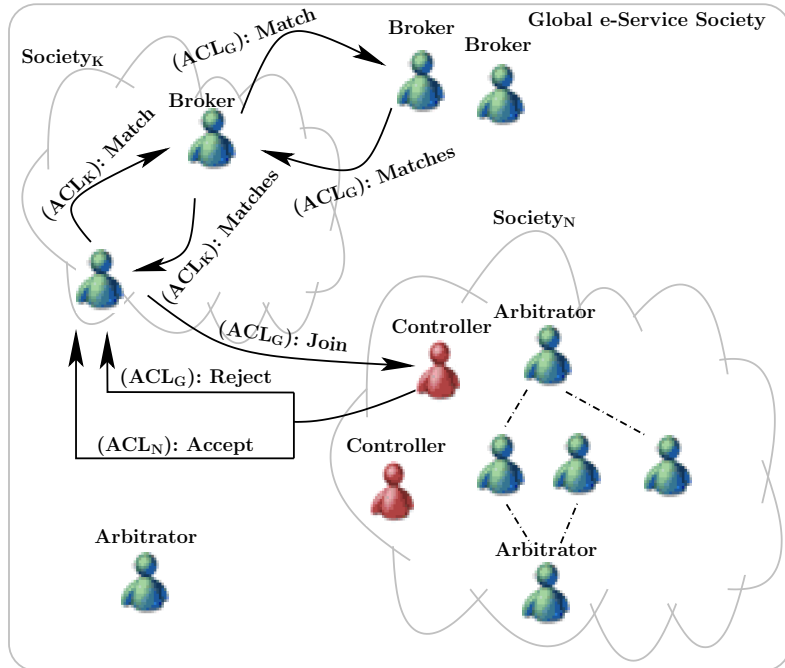 Global e-Service Society
Broker
Broker
Society_K
Broker
(ACL_G): Match
(ACL_K): Match
(ACL_G): Matches
(ACL_K): Matches
Society_N
(ACL_G): Join
Controller
Arbitrator
(ACL_G): Reject
(ACL_N): Accept
Controller
Arbitrator
Arbitrator